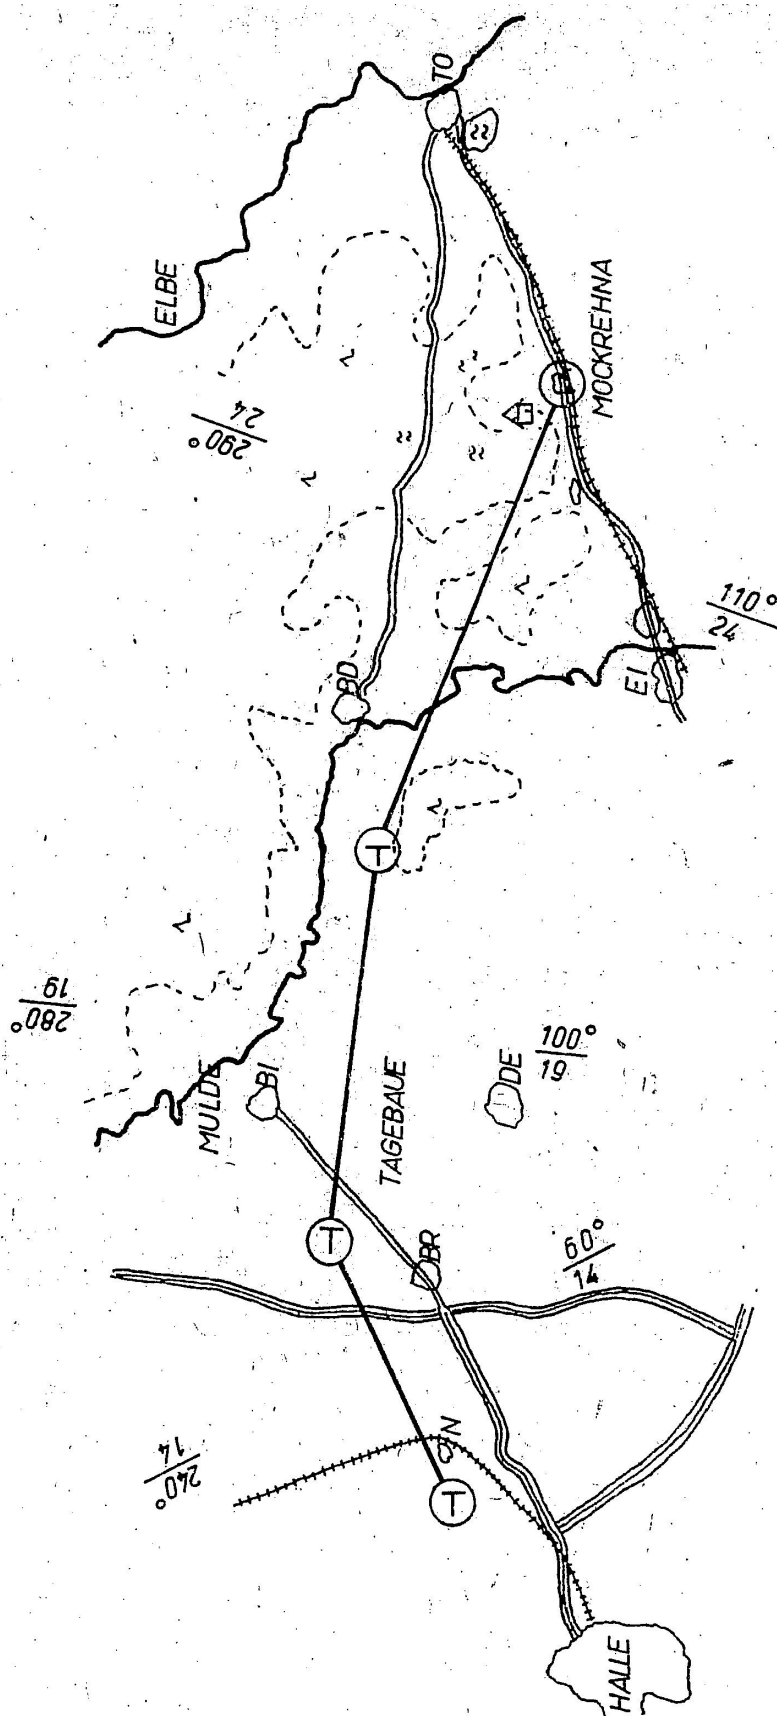 TO
ELBE
290°
24
MOCKREHNA
110°
24
BD
EI
T
280°
19
MULDE
BI
TAGEBAUE
DE
100°
19
T
BR
60°
14
240°
14
N
T
HALLE